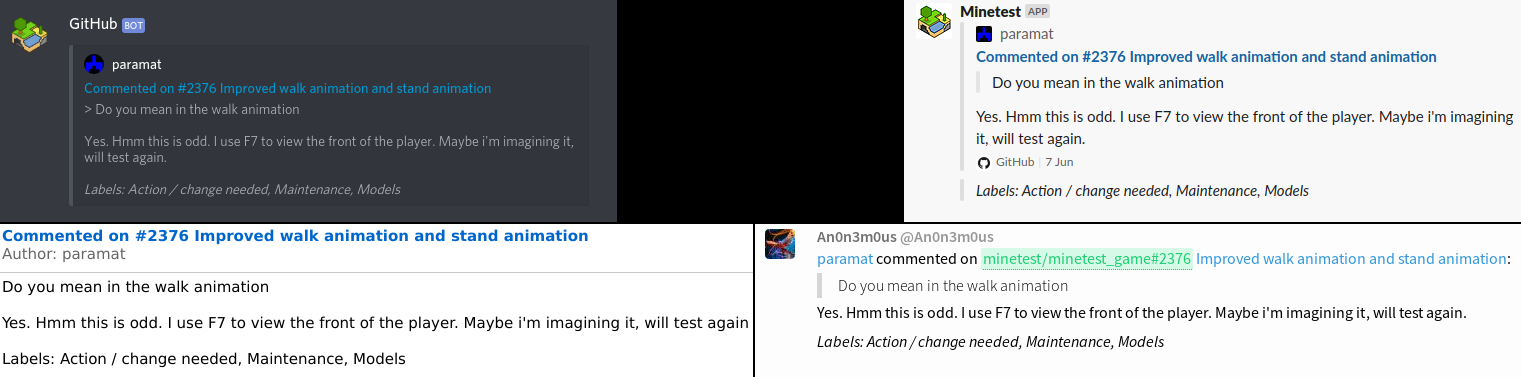 GitHub BOT
paramat
Commented on #2376 Improved walk animation and stand animation
> Do you mean in the walk animation
Yes. Hmm this is odd. I use F7 to view the front of the player. Maybe i'm imagining it,
will test again.
Labels: Action / change needed, Maintenance, Models
Minetest APP
paramat
Commented on #2376 Improved walk animation and stand animation
Do you mean in the walk animation
Yes. Hmm this is odd. I use F7 to view the front of the player. Maybe i'm imagining
it, will test again.
GitHub | 7 Jun
Labels: Action / change needed, Maintenance, Models
Commented on #2376 Improved walk animation and stand animation
Author: paramat
Do you mean in the walk animation
Yes. Hmm this is odd. I use F7 to view the front of the player. Maybe i'm imagining it, will test again
Labels: Action / change needed, Maintenance, Models
An0n3m0us @An0n3m0us
paramat commented on minetest/minetest_game#2376 Improved walk animation and stand animation:
Do you mean in the walk animation
Yes. Hmm this is odd. I use F7 to view the front of the player. Maybe i'm imagining it, will test again.
Labels: Action / change needed, Maintenance, Models